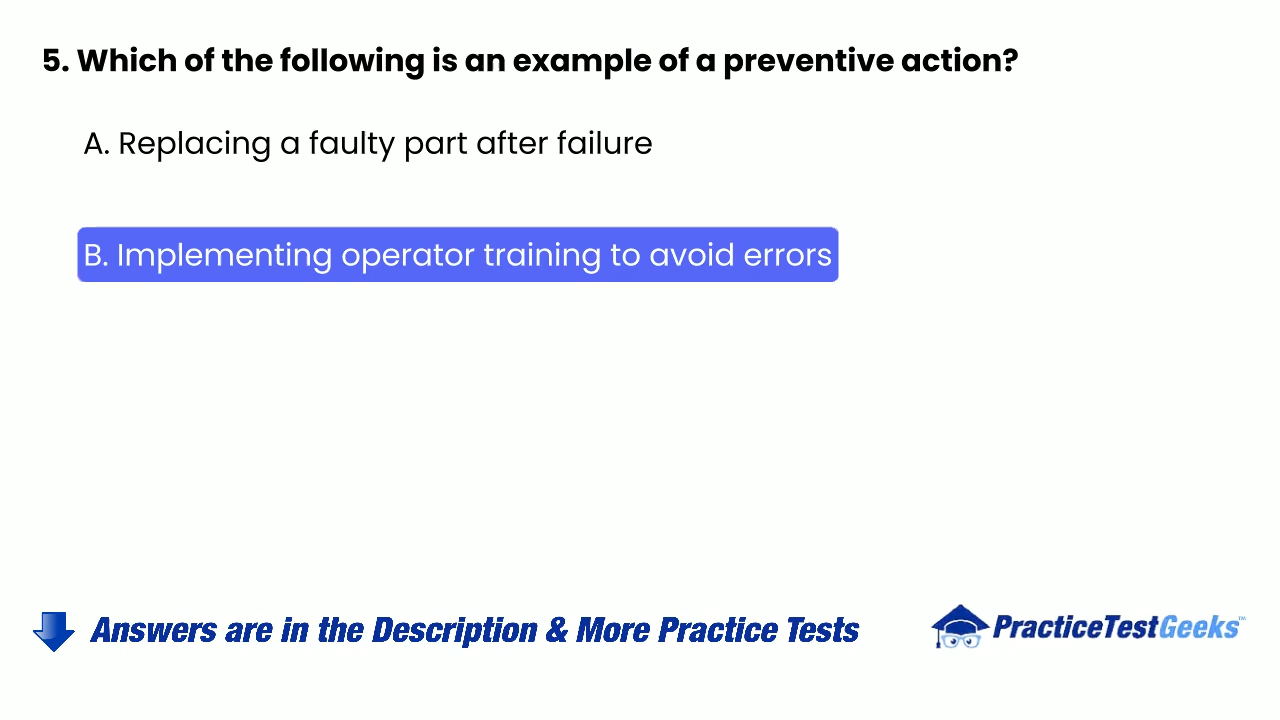 5. Which of the following is an example of a preventive action?
A. Replacing a faulty part after failure
B. Implementing operator training to avoid errors
Answers are in the Description & More Practice Tests
PracticeTestGeeks™